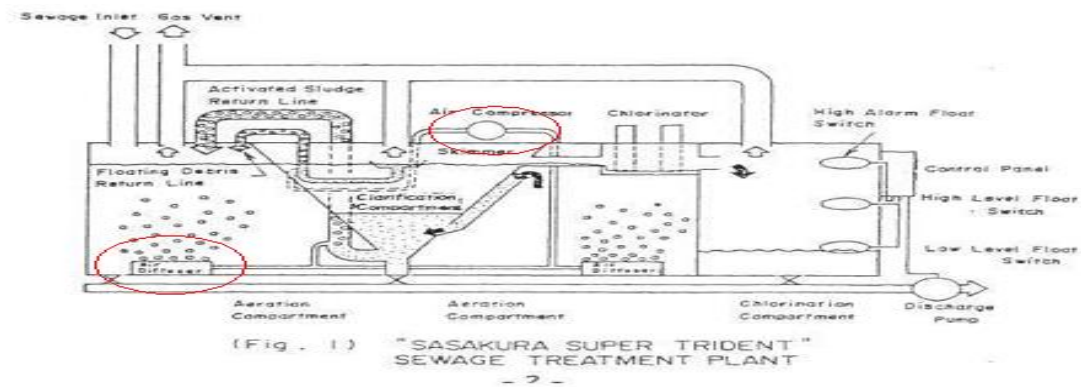 Sewage Inlet Gas Vent
Activated Sludge
Return Line
Air Compressor
Chlorinator
High Alarm Float
Switch
Skimmer
Floating Debris
Return Line
Clarification
Compartment
Control Panel
High Level Float
Switch
Low Level Float
Switch
Air
Diffuser
Air
Diffuser
Aeration
Compartment
Aeration
Compartment
Chlorination
Compartment
Discharge
Pump
(Fig. 1) "SASAKURA SUPER TRIDENT"
SEWAGE TREATMENT PLANT
- 2 -